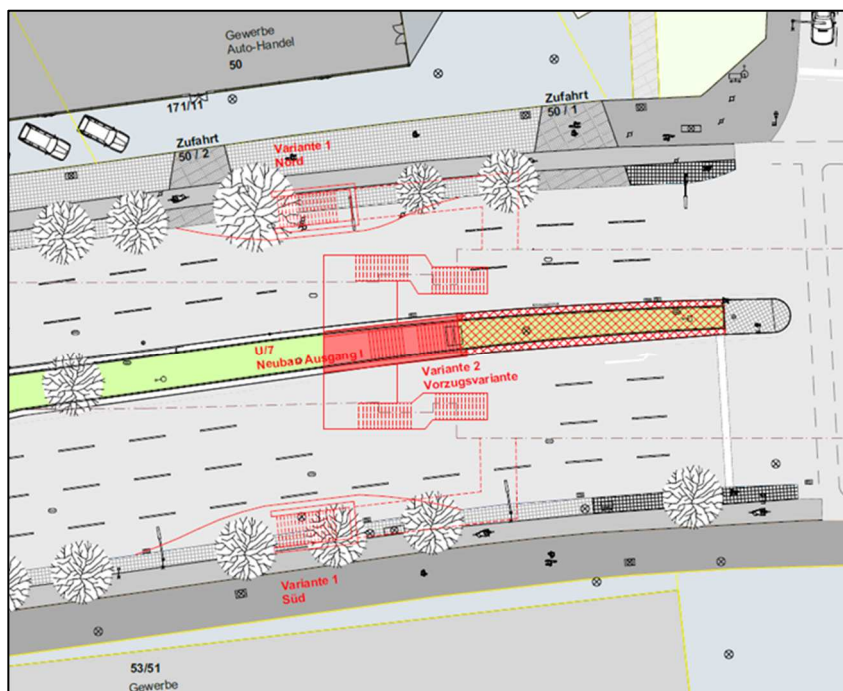 Gewerbe
Auto-Handel
50
171/11
Zufahrt
50 / 1
Zufahrt
50 / 2
Variante 1
Nord
U/7
Neubau Ausgang I
Variante 2
Vorzugsvariante
Variante 1
Süd
53/51
Gewerbe